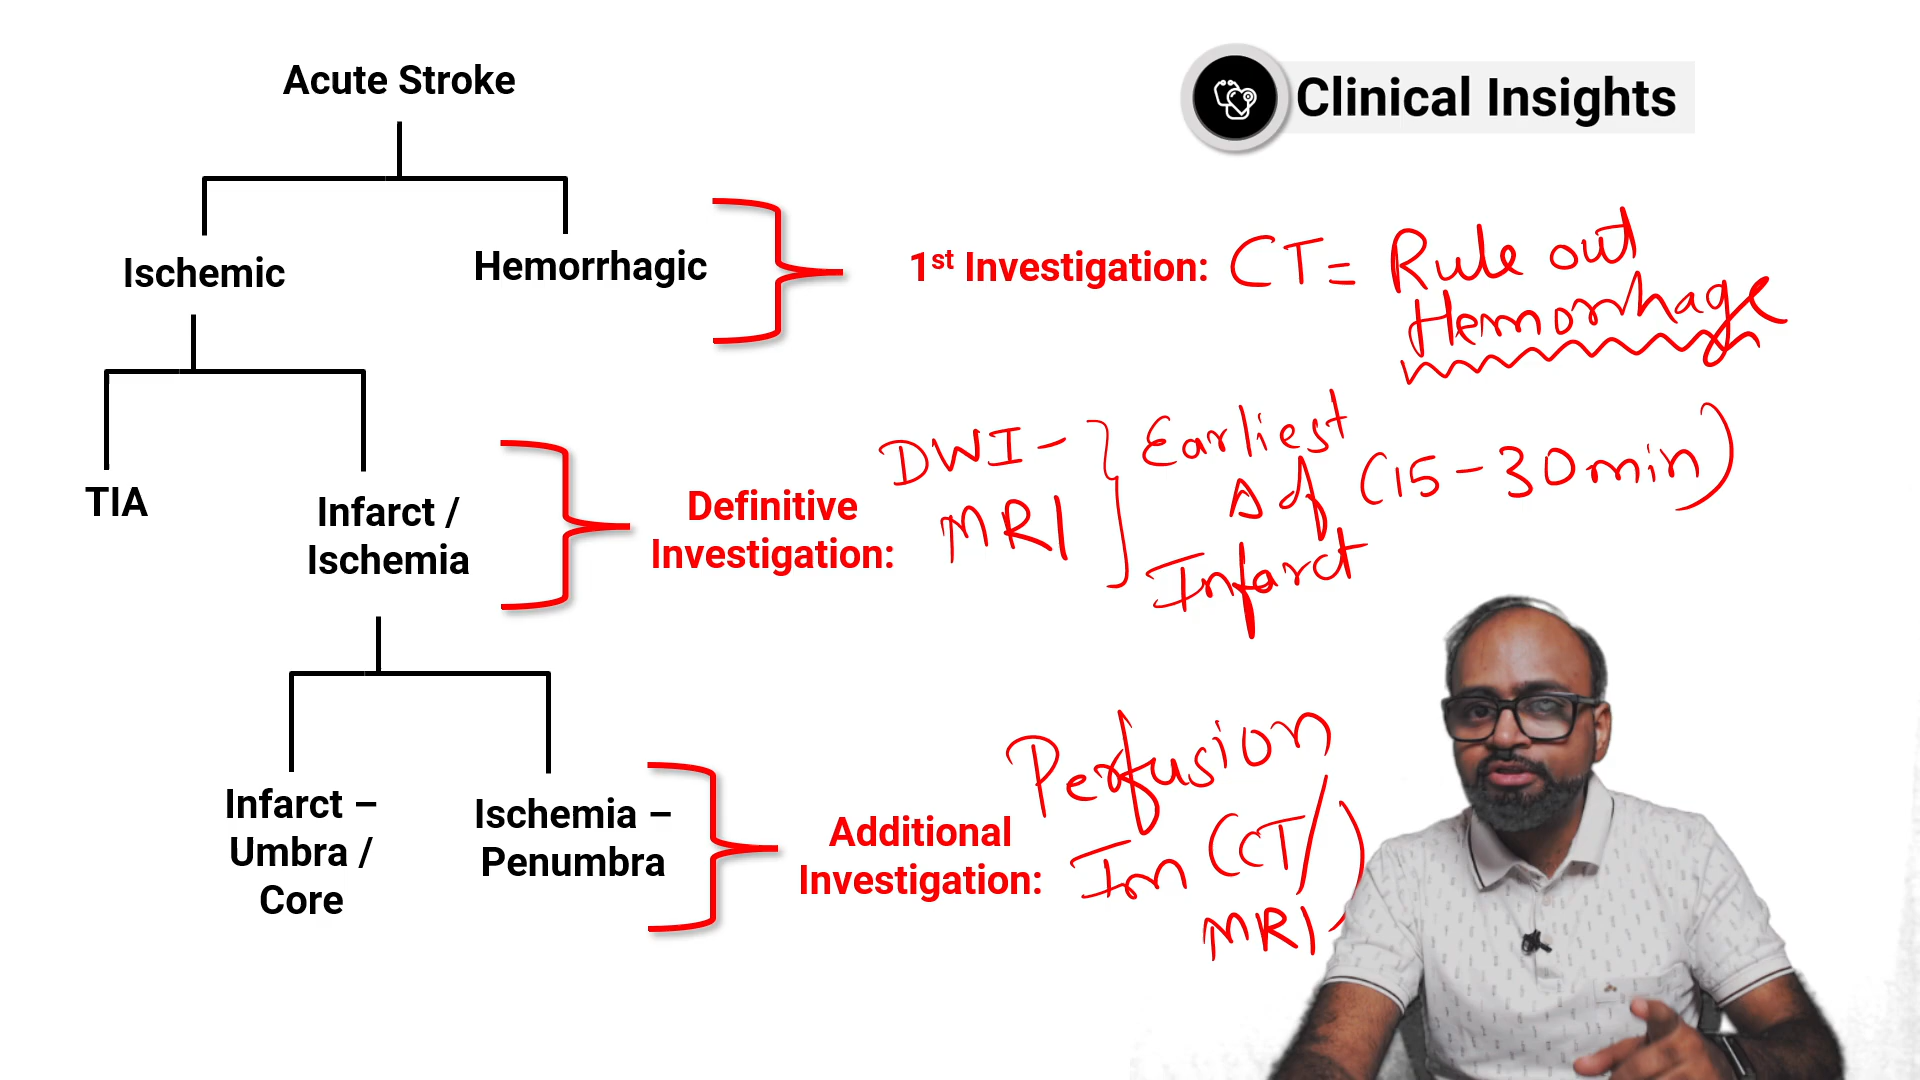 Acute Stroke
Clinical Insights
Ischemic
Hemorrhagic
1st Investigation: CT = Rule out
Hemorrhage
TIA
Infarct /
Ischemia
Definitive
Investigation:
DWI -
MRI
Earliest
Δ of (15-30min)
Infarct
Infarct –
Umbra /
Core
Ischemia –
Penumbra
Additional
Investigation:
Perfusion
Im (CT/
MRI)